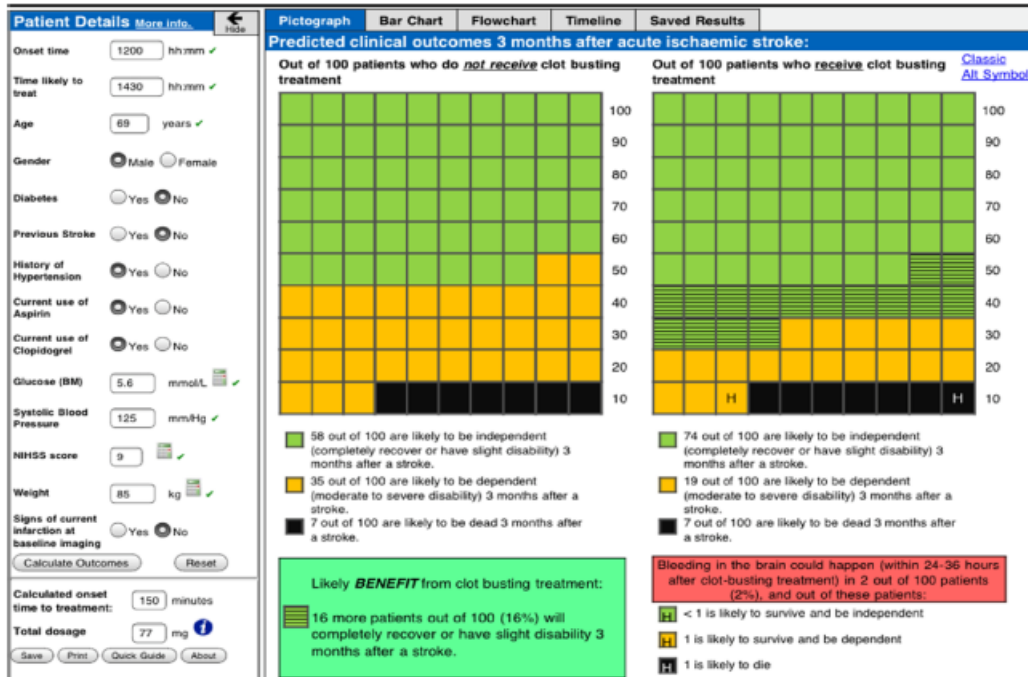 Patient Details More info.
Hide
Onset time 1200 hh:mm
Time likely to
treat 1430 hh:mm
Age 69 years
Gender Male Female
Diabetes Yes No
Previous Stroke Yes No
History of
Hypertension Yes No
Current use of
Aspirin Yes No
Current use of
Clopidogrel Yes No
Glucose (BM) 5.6 mmol/L
Systolic Blood
Pressure 125 mm/Hg
NIHSS score 9
Weight 85 kg
Signs of current
infarction at
baseline imaging Yes No
Calculate Outcomes Reset
Calculated onset
time to treatment: 150 minutes
Total dosage 77 mg i
Save Print Quick Guide About
Pictograph Bar Chart Flowchart Timeline Saved Results
Predicted clinical outcomes 3 months after acute ischaemic stroke:
Out of 100 patients who do not receive clot busting
treatment
100
90
80
70
60
50
40
30
20
10
58 out of 100 are likely to be independent
(completely recover or have slight disability) 3
months after a stroke.
35 out of 100 are likely to be dependent
(moderate to severe disability) 3 months after a
stroke.
7 out of 100 are likely to be dead 3 months after
a stroke.
Likely BENEFIT from clot busting treatment:
16 more patients out of 100 (16%) will
completely recover or have slight disability 3
months after a stroke.
Out of 100 patients who receive clot busting
treatment
Classic
Alt Symbol
100
90
80
70
60
50
40
30
20
H H 10
74 out of 100 are likely to be independent
(completely recover or have slight disability) 3
months after a stroke.
19 out of 100 are likely to be dependent
(moderate to severe disability) 3 months after a
stroke.
7 out of 100 are likely to be dead 3 months after
a stroke.
Bleeding in the brain could happen (within 24-36 hours
after clot-busting treatment) in 2 out of 100 patients
(2%), and out of these patients:
H < 1 is likely to survive and be independent
H 1 is likely to survive and be dependent
H 1 is likely to die